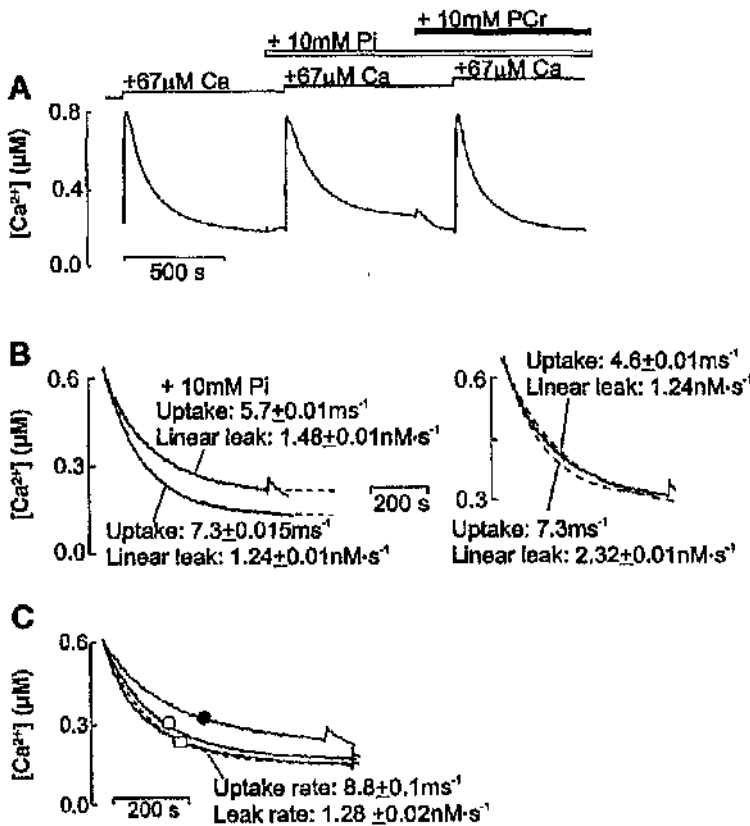 + 10mM PCr
+ 10mM Pi
+67µM Ca
+67µM Ca
+67µM Ca
A
0.8
0.4
0.0
[Ca²⁺] (µM)
500 s
B
0.6
0.3
0.0
[Ca²⁺] (µM)
+ 10mM Pi
Uptake: 5.7±0.01ms⁻¹
Linear leak: 1.48±0.01nM·s⁻¹
Uptake: 7.3±0.015ms⁻¹
Linear leak: 1.24±0.01nM·s⁻¹
200 s
Uptake: 4.6±0.01ms⁻¹
Linear leak: 1.24nM·s⁻¹
0.6
0.3
Uptake: 7.3ms⁻¹
Linear leak: 2.32±0.01nM·s⁻¹
C
0.6
0.3
0.0
[Ca²⁺] (µM)
200 s
Uptake rate: 8.8±0.1ms⁻¹
Leak rate: 1.28 ±0.02nM·s⁻¹